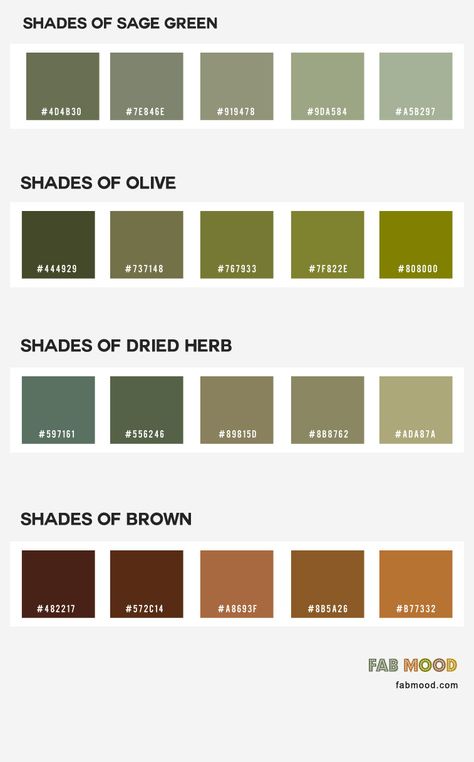 SHADES OF SAGE GREEN
#4D4B30 #7E846E #919478 #9DA584 #A5B297
SHADES OF OLIVE
#444929 #737148 #767933 #7F822E #808000
SHADES OF DRIED HERB
#597161 #556246 #89815D #8B8762 #ADA87A
SHADES OF BROWN
#482217 #572C14 #A8693F #8B5A26 #B77332
FAB MOOD
fabmood.com